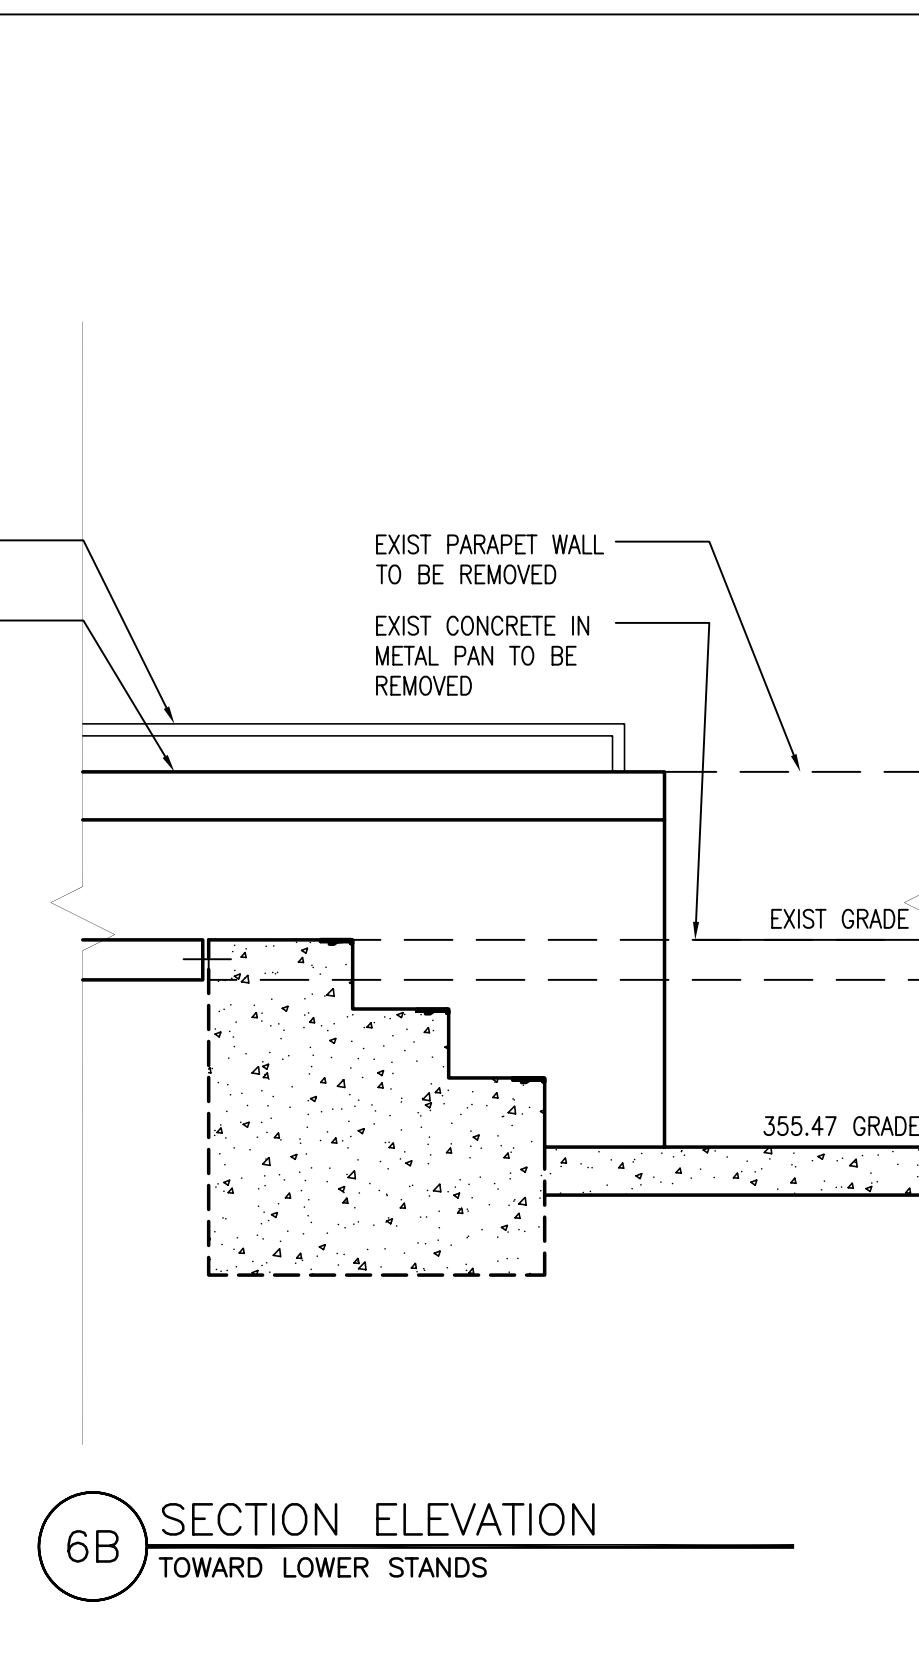 EXIST PARAPET WALL
TO BE REMOVED
EXIST CONCRETE IN
METAL PAN TO BE
REMOVED
EXIST GRADE
355.47 GRADE
6B
SECTION ELEVATION
TOWARD LOWER STANDS